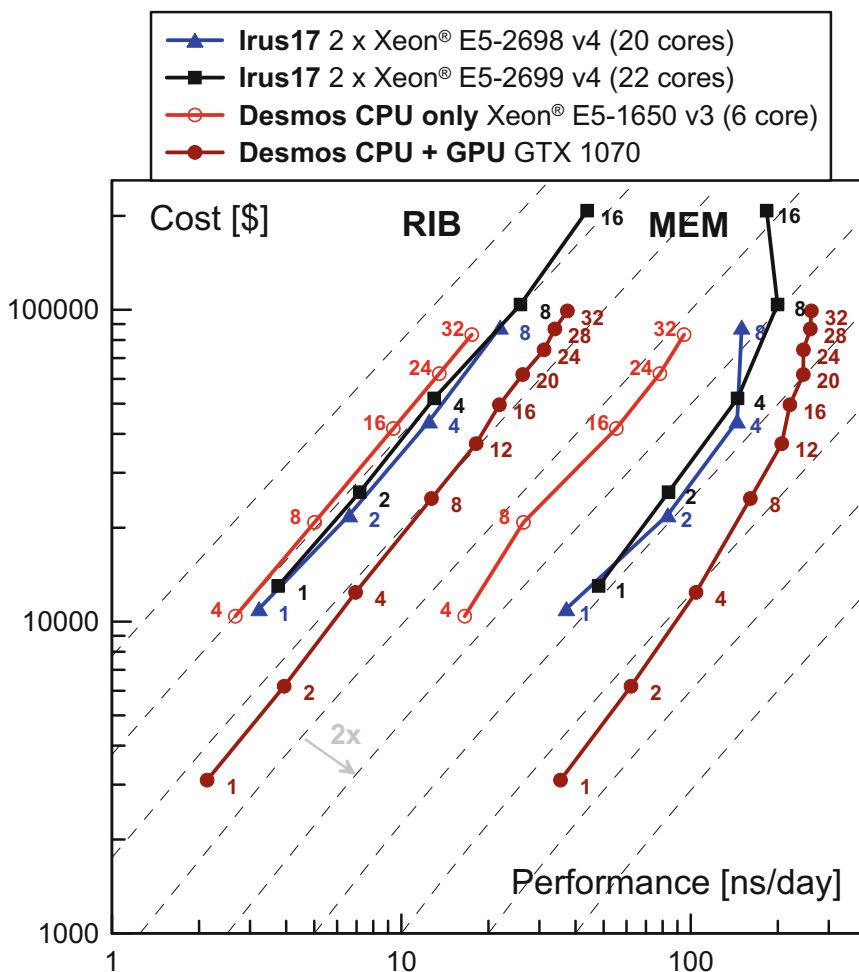 Irus17 2 x Xeon® E5-2698 v4 (20 cores)
Irus17 2 x Xeon® E5-2699 v4 (22 cores)
Desmos CPU only Xeon® E5-1650 v3 (6 core)
Desmos CPU + GPU GTX 1070
Cost [$] RIB MEM
16 16
100000
32 8 8 32 32 8 8 32
28 28
24 24 24 24
20 20
16 4 4 16 16 4 4 16
12 12
8 2 2 8 8 2 2 8
10000
4 1 1 4 4 1 1 4
2 2
2x
1 1
Performance [ns/day]
1000
1 10 100